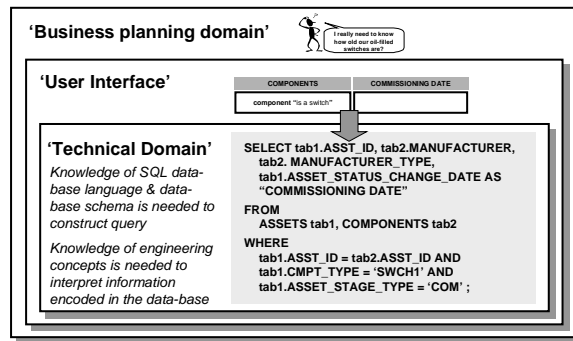 ‘Business planning domain’
I really need to know
how old our oil-filled
switches are?
‘User Interface’
COMPONENTS
COMMISSIONING DATE
component “is a switch”
‘Technical Domain’
Knowledge of SQL data-
base language & data-
base schema is needed to
construct query
Knowledge of engineering
concepts is needed to
interpret information
encoded in the data-base
SELECT tab1.ASST_ID, tab2.MANUFACTURER,
tab2. MANUFACTURER_TYPE,
tab1.ASSET_STATUS_CHANGE_DATE AS
“COMMISSIONING DATE”
FROM
ASSETS tab1, COMPONENTS tab2
WHERE
tab1.ASST_ID = tab2.ASST_ID AND
tab1.CMPT_TYPE = ‘SWCH1’ AND
tab1.ASSET_STAGE_TYPE = ‘COM’ ;